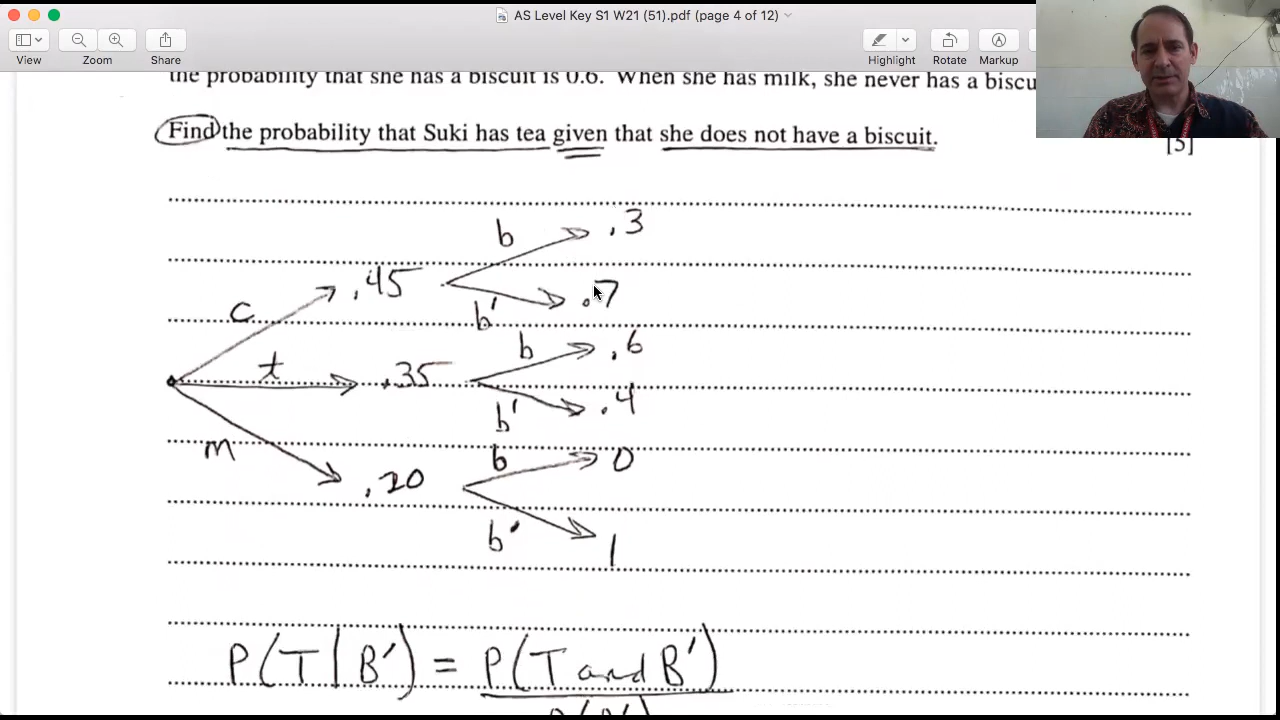 AS Level Key S1 W21 (51).pdf (page 4 of 12)
View Zoom Share Highlight Rotate Markup
the probability that she has a biscuit is 0.6. When she has milk, she never has a biscu
Find the probability that Suki has tea given that she does not have a biscuit.
[5]
b .3
c .45
b' .7
b .6
t .35
b' .4
m .20
b 0
b' 1
P(T|B') = P(T and B')
P(B')